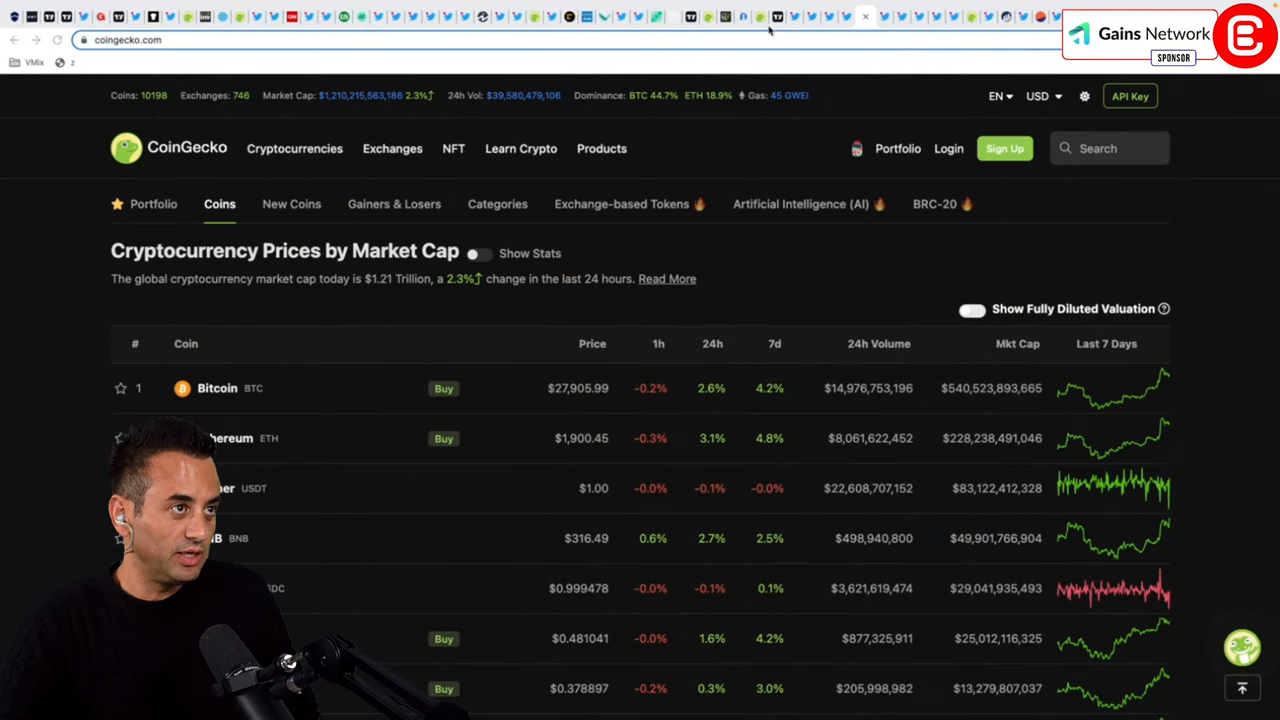 Gains Network
SPONSOR
coingecko.com
VMix z
Coins: 10198 Exchanges: 746 Market Cap: $1,210,215,563,186 2.3% 24h Vol: $39,580,479,106 Dominance: BTC 44.7% ETH 18.9% Gas: 45 GWEI
EN USD API Key
CoinGecko Cryptocurrencies Exchanges NFT Learn Crypto Products Portfolio Login Sign Up Search
Portfolio Coins New Coins Gainers & Losers Categories Exchange-based Tokens Artificial Intelligence (AI) BRC-20
Cryptocurrency Prices by Market Cap Show Stats
The global cryptocurrency market cap today is $1.21 Trillion, a 2.3% change in the last 24 hours. Read More
Show Fully Diluted Valuation
# Coin Price 1h 24h 7d 24h Volume Mkt Cap Last 7 Days
1 Bitcoin BTC Buy $27,905.99 -0.2% 2.6% 4.2% $14,976,753,196 $540,523,893,665
hereum ETH Buy $1,900.45 -0.3% 3.1% 4.8% $8,061,622,452 $228,238,491,046
her USDT $1.00 -0.0% -0.1% -0.0% $22,608,707,152 $83,122,412,328
BNB $316.49 0.6% 2.7% 2.5% $498,940,800 $49,901,766,904
DC $0.999478 -0.0% -0.1% 0.1% $3,621,619,474 $29,041,935,493
Buy $0.481041 -0.0% 1.6% 4.2% $877,325,911 $25,012,116,325
Buy $0.378897 -0.2% 0.3% 3.0% $205,998,982 $13,279,807,037